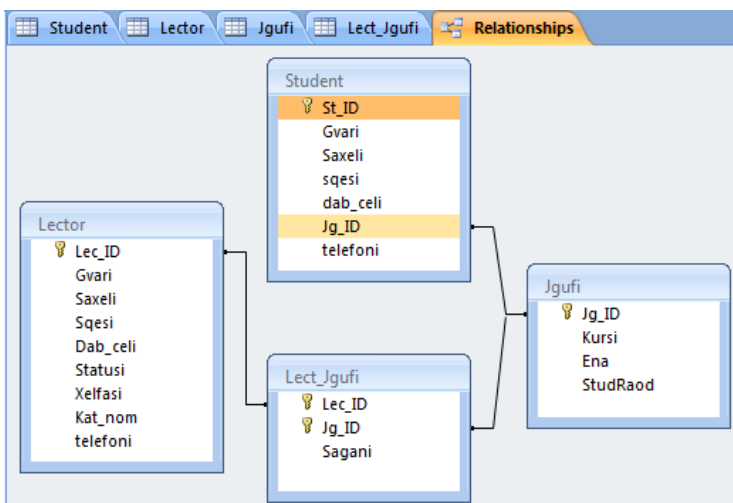 Student Lector Jgufi Lect_Jgufi Relationships
Student
St_ID
Gvari
Saxeli
sqesi
dab_celi
Jg_ID
telefoni
Lector
Lec_ID
Gvari
Saxeli
Sqesi
Dab_celi
Statusi
Xelfasi
Kat_nom
telefoni
Lect_Jgufi
Lec_ID
Jg_ID
Sagani
Jgufi
Jg_ID
Kursi
Ena
StudRaod